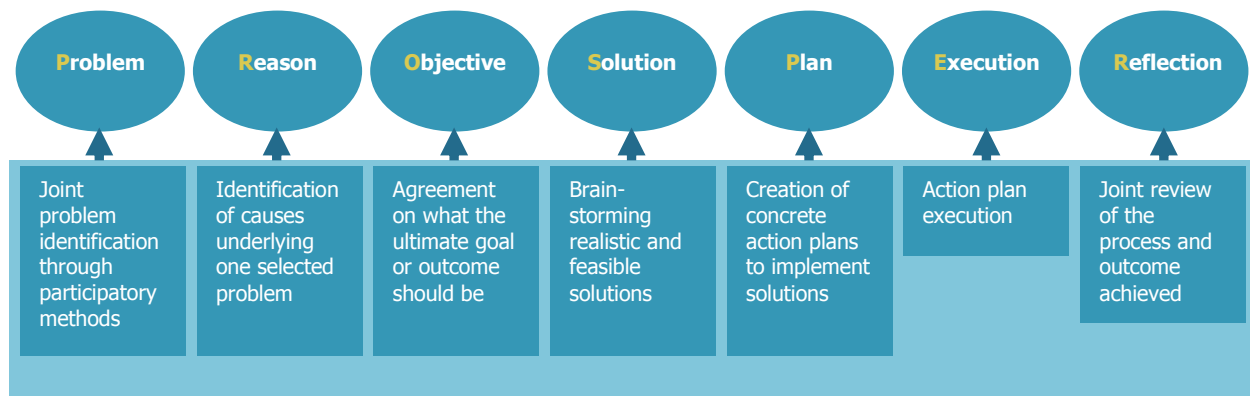 Problem
Reason
Objective
Solution
Plan
Execution
Reflection
Joint
problem
identification
through
participatory
methods
Identification
of causes
underlying
one selected
problem
Agreement
on what the
ultimate goal
or outcome
should be
Brain-
storming
realistic and
feasible
solutions
Creation of
concrete
action plans
to implement
solutions
Action plan
execution
Joint review
of the
process and
outcome
achieved